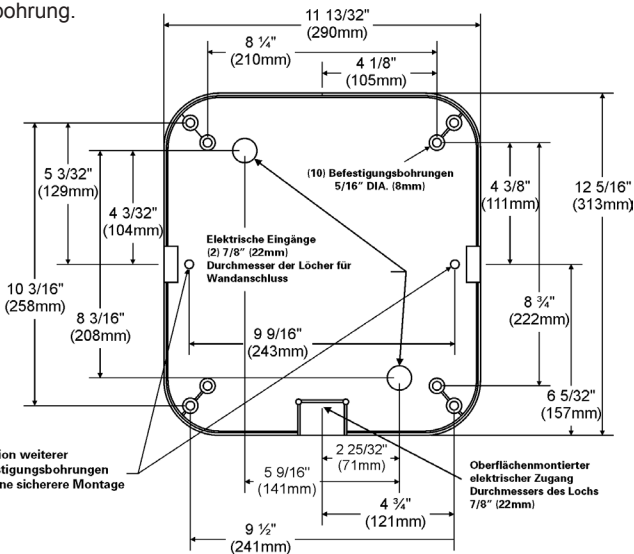 bohrung.
11 13/32"
(290mm)
8 ¼"
(210mm)
4 1/8"
(105mm)
5 3/32"
(129mm)
4 3/32"
(104mm)
(10) Befestigungsbohrungen
5/16" DIA. (8mm)
4 3/8"
(111mm)
12 5/16"
(313mm)
Elektrische Eingänge
(2) 7/8" (22mm)
Durchmesser der Löcher für
Wandanschluss
10 3/16"
(258mm)
8 3/16"
(208mm)
9 9/16"
(243mm)
8 ¾"
(222mm)
6 5/32"
(157mm)
weiterer
ne sicherere Montage
2 25/32"
(71mm)
5 9/16"
(141mm)
4 ¾"
(121mm)
9 ½"
(241mm)
Oberflächenmontierter
elektrischer Zugang
Durchmessers des Lochs
7/8" (22mm)